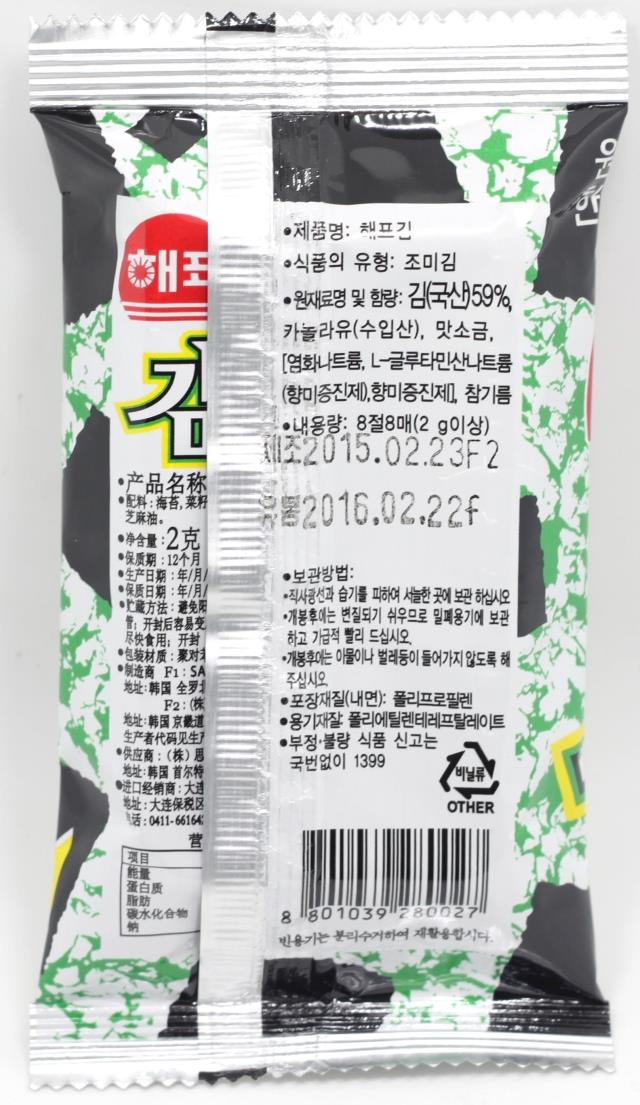 해표
김
•产品名称
•配料:海苔,菜籽
芝麻油。
•净含量:2克
•保质期:12个月
•生产日期:年/月/
•保质日期:年/月/
•贮藏方法:避免阳
管;开封后容易变
尽快食用;开封
•包装材质:聚对苯
•制造商 F1:SA
地址:韩国 全罗北
F2:(株
地址:韩国 京畿道
生产者代码见生产
•供应商:(株)思
地址:韩国 首尔特
•进口经销商:大连
地址:大连保税区
电话:0411-66164
营
项目
能量
蛋白质
脂肪
碳水化合物
钠
•제품명: 해표김
•식품의 유형: 조미김
•원재료명 및 함량: 김(국산)59%,
카놀라유(수입산), 맛소금,
[염화나트륨, L-글루타민산나트륨
(향미증진제),향미증진제], 참기름
•내용량: 8절8매(2 g이상)
제조2015.02.23F2
유통2016.02.22f
•보관방법:
•직사광선과 습기를 피하여 서늘한 곳에 보관 하십시오
•개봉후에는 변질되기 쉬우므로 밀폐용기에 보관
하고 가급적 빨리 드십시오.
•개봉후에는 이물이나 벌레등이 들어가지 않도록 해
주십시오
•포장재질(내면): 폴리프로필렌
•용기재질: 폴리에틸렌테레프탈레이트
•부정·불량 식품 신고는
국번없이 1399
비닐류
OTHER
8 801039 280027
빈용기는 분리수거하여 재활용합시다.